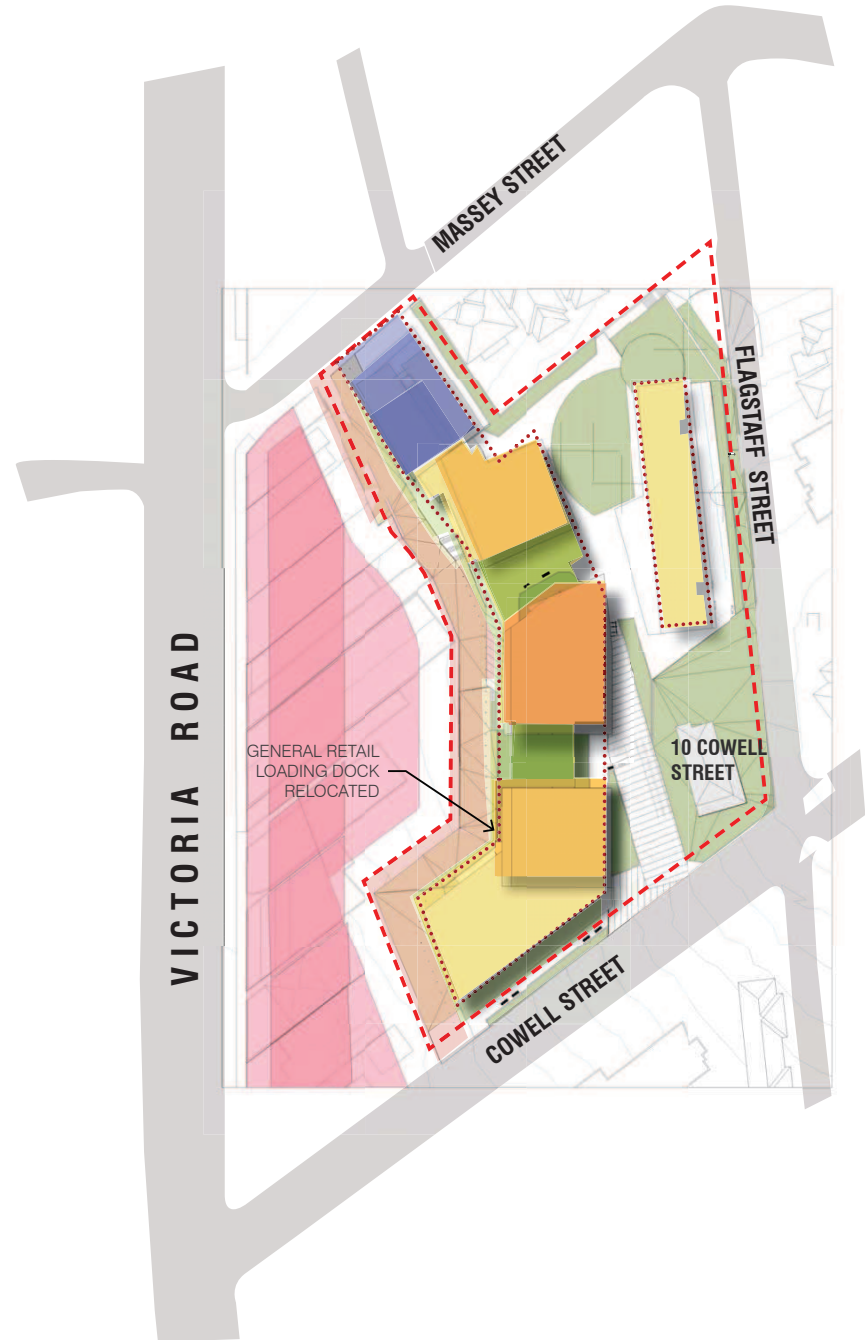 MASSEY STREET
FLAGSTAFF STREET
VICTORIA ROAD
GENERAL RETAIL
LOADING DOCK
RELOCATED
10 COWELL
STREET
COWELL STREET